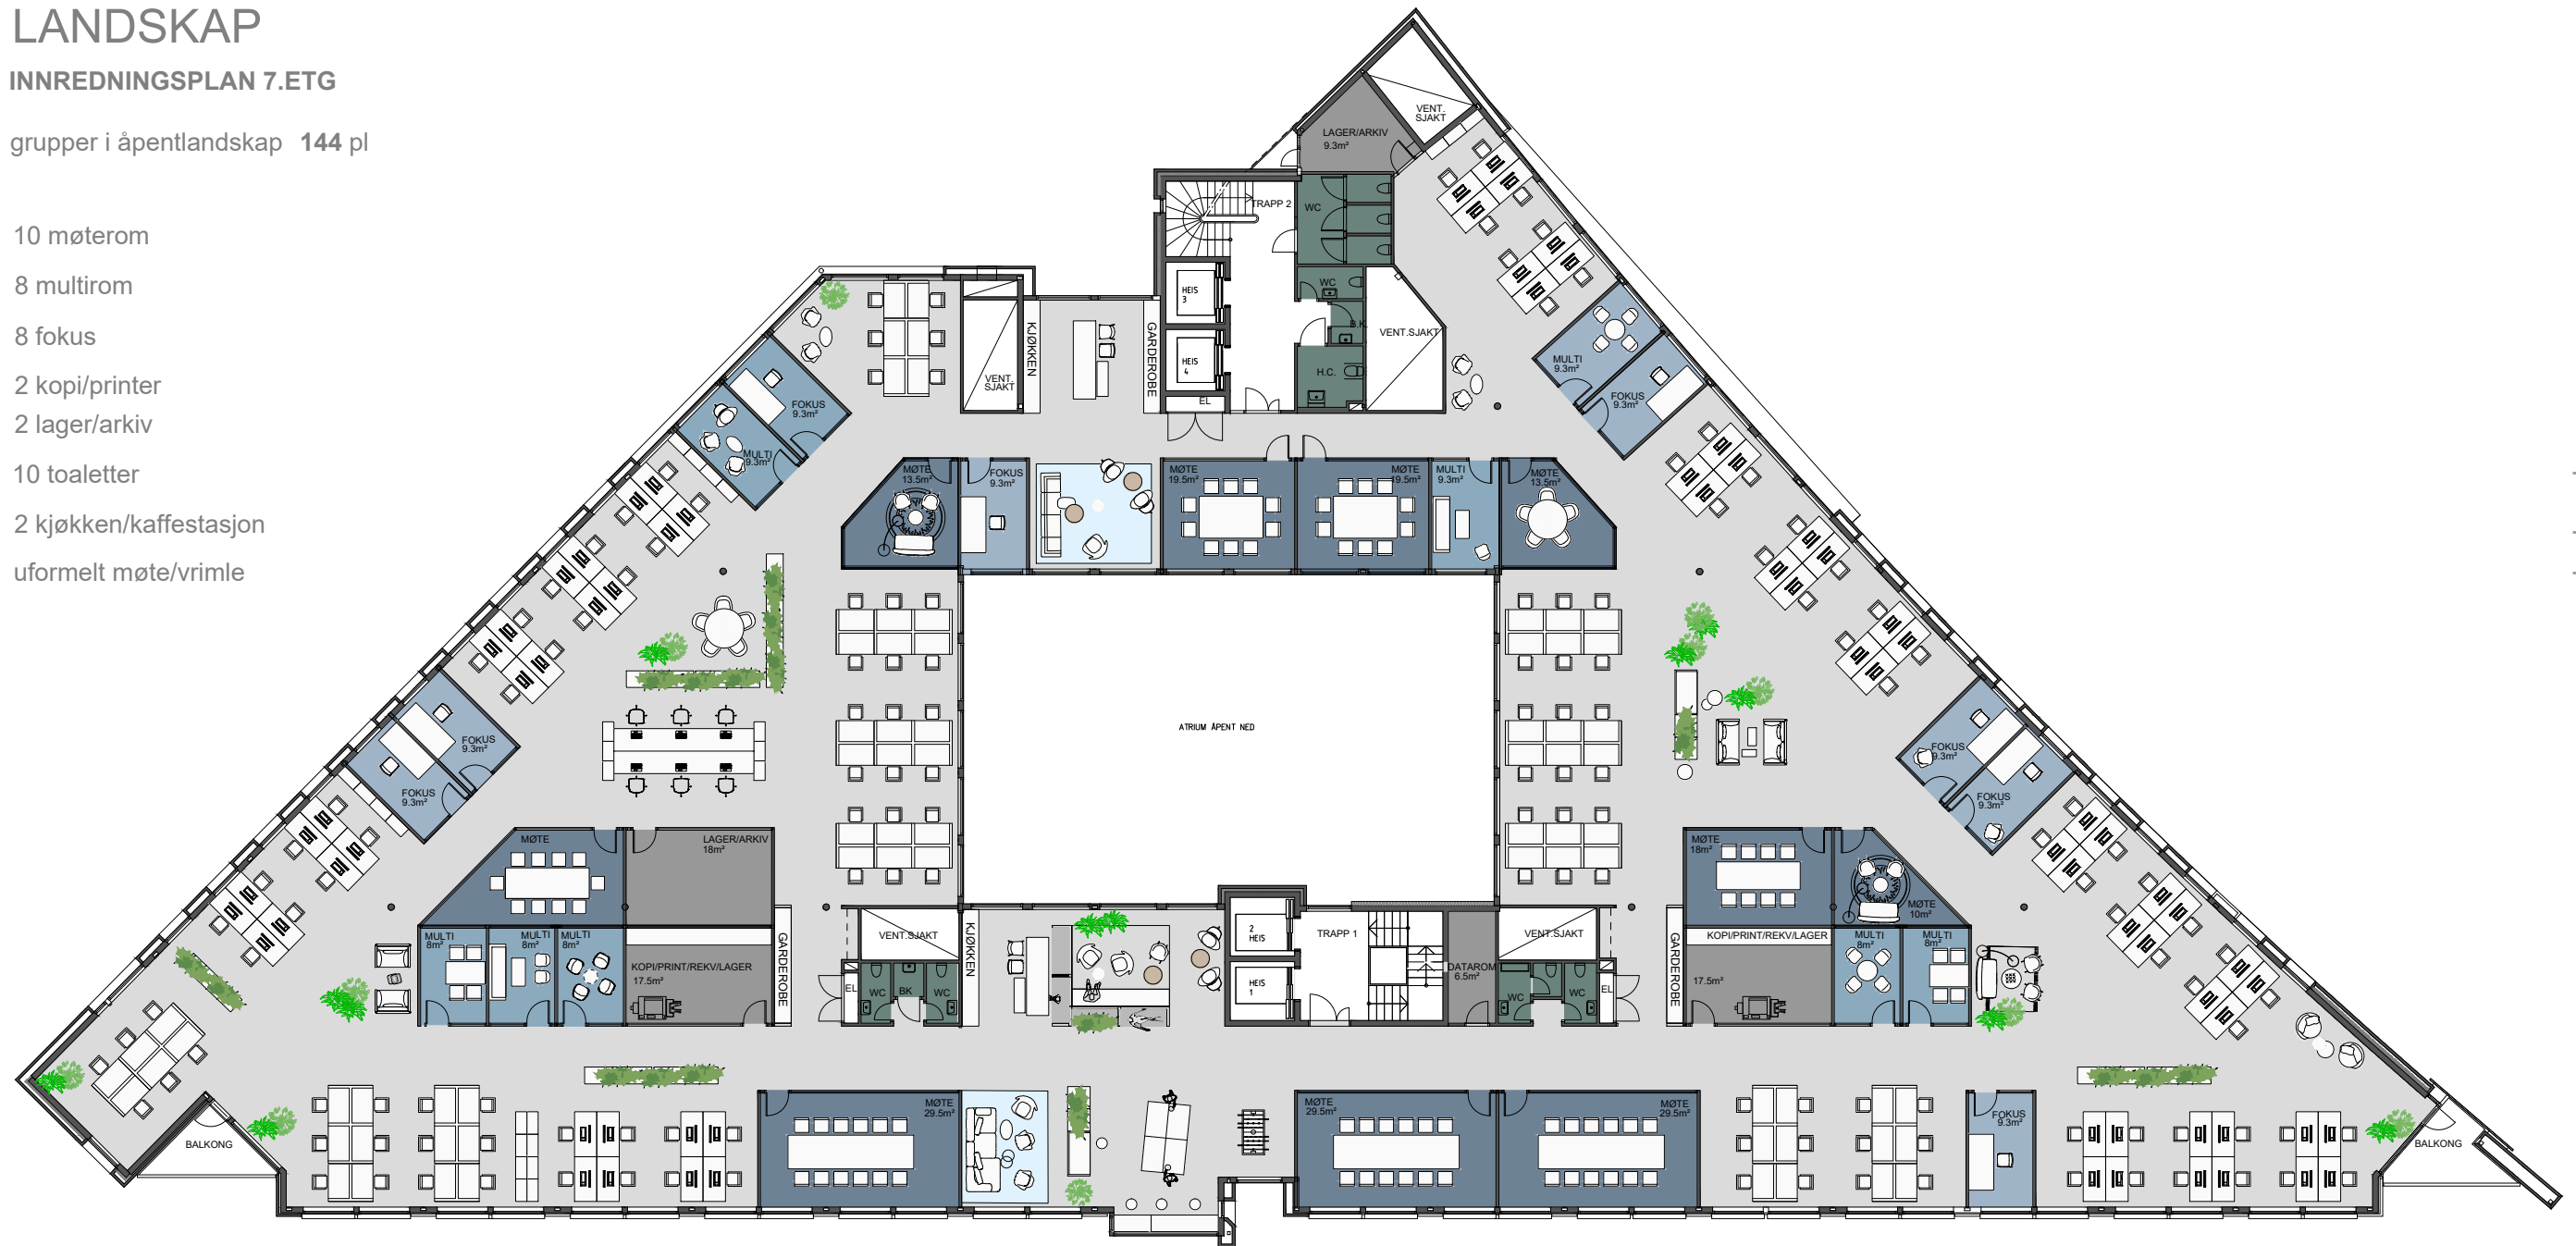 LANDSKAP
INNREDNINGSPLAN 7.ETG
grupper i åpentlandskap 144 pl
10 møterom
8 multirom
8 fokus
2 kopi/printer
2 lager/arkiv
10 toaletter
2 kjøkken/kaffestasjon
uformelt møte/vrimle
VENT.
SJAKT
LAGER/ARKIV
9.3m²
TRAPP 2
WC
WC
B.K.
H.C.
VENT.SJAKT
HEIS
3
HEIS
4
EL
KJØKKEN
GARDEROBE
VENT.
SJAKT
MULTI
9.3m²
FOKUS
9.3m²
FOKUS
9.3m²
MULTI
9.3m²
MØTE
13.5m²
FOKUS
9.3m²
MØTE
19.5m²
MØTE
19.5m²
MULTI
9.3m²
MØTE
13.5m²
ATRIUM ÅPENT NED
FOKUS
9.3m²
FOKUS
9.3m²
FOKUS
9.3m²
FOKUS
9.3m²
MØTE
LAGER/ARKIV
18m²
MULTI
8m²
MULTI
8m²
MULTI
8m²
KOPI/PRINT/REKV/LAGER
17.5m²
GARDEROBE
VENT.SJAKT
EL
WC
BK
WC
KJØKKEN
2
HEIS
HEIS
1
TRAPP 1
DATAROM
6.5m²
VENT.SJAKT
WC
WC
EL
GARDEROBE
MØTE
18m²
MØTE
10m²
KOPI/PRINT/REKV/LAGER
17.5m²
MULTI
8m²
MULTI
8m²
BALKONG
MØTE
29.5m²
MØTE
29.5m²
MØTE
29.5m²
FOKUS
9.3m²
BALKONG